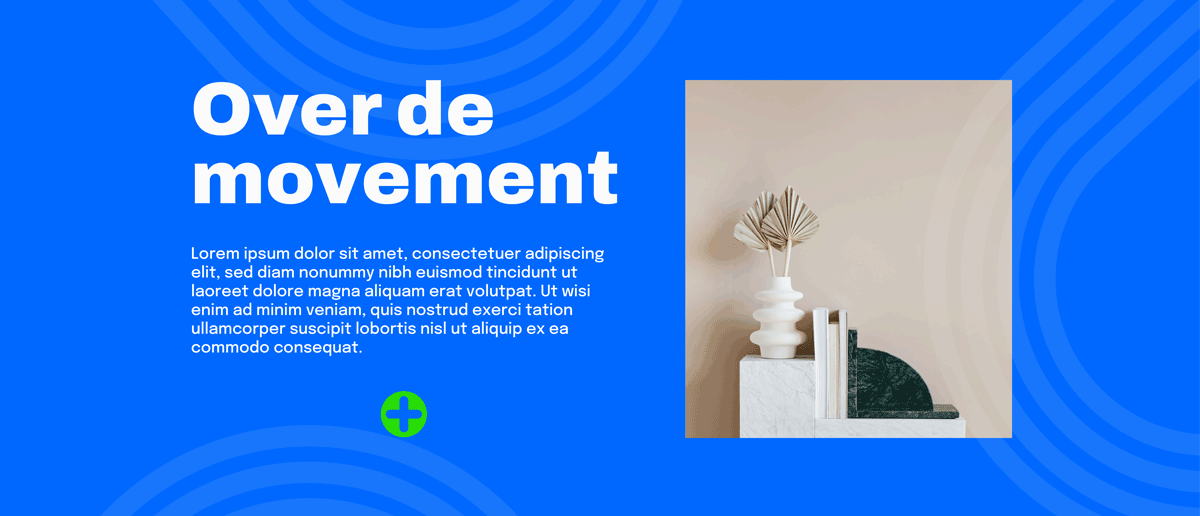 Over de
movement
Lorem ipsum dolor sit amet, consectetuer adipiscing
elit, sed diam nonummy nibh euismod tincidunt ut
laoreet dolore magna aliquam erat volutpat. Ut wisi
enim ad minim veniam, quis nostrud exerci tation
ullamcorper suscipit lobortis nisl ut aliquip ex ea
commodo consequat.